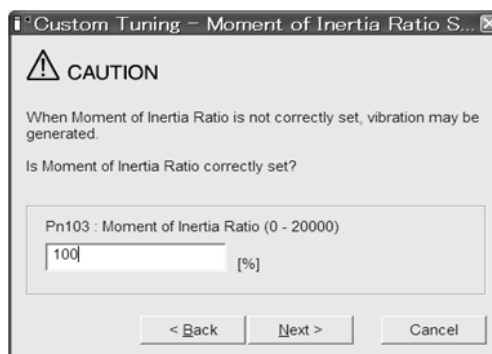 Custom Tuning - Moment of Inertia Ratio S...
CAUTION
When Moment of Inertia Ratio is not correctly set, vibration may be
generated.
Is Moment of Inertia Ratio correctly set?
Pn103 : Moment of Inertia Ratio (0 - 20000)
100
[%]
< Back
Next >
Cancel